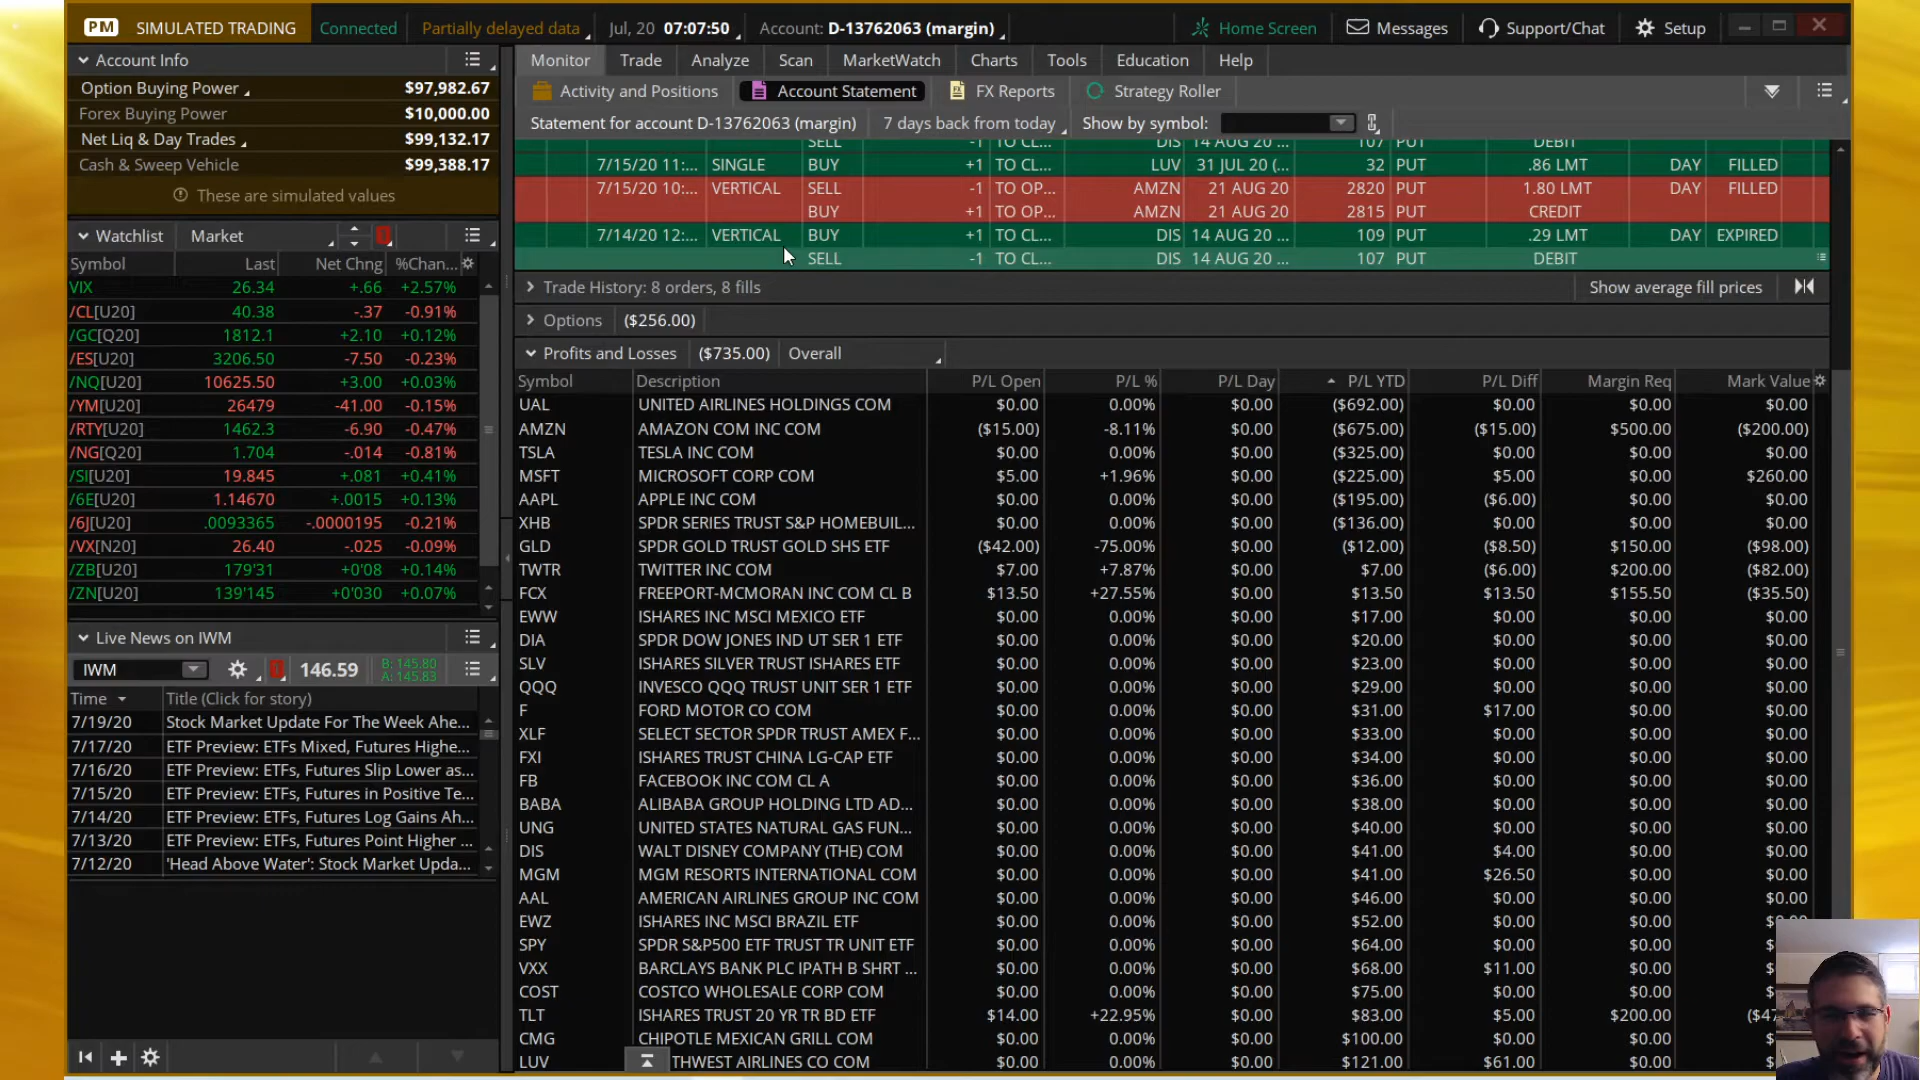 PM SIMULATED TRADING Connected Partially delayed data Jul, 20 07:07:50 Account: D-13762063 (margin) Home Screen Messages Support/Chat Setup
Account Info
Option Buying Power $97,982.67
Forex Buying Power $10,000.00
Net Liq & Day Trades $99,132.17
Cash & Sweep Vehicle $99,388.17
These are simulated values
Watchlist Market
Symbol Last Net Chng %Chan...
VIX 26.34 +.66 +2.57%
/CL[U20] 40.38 -.37 -0.91%
/GC[Q20] 1812.1 +2.10 +0.12%
/ES[U20] 3206.50 -7.50 -0.23%
/NQ[U20] 10625.50 +3.00 +0.03%
/YM[U20] 26479 -41.00 -0.15%
/RTY[U20] 1462.3 -6.90 -0.47%
/NG[Q20] 1.704 -.014 -0.81%
/SI[U20] 19.845 +.081 +0.41%
/6E[U20] 1.14670 +.0015 +0.13%
/6J[U20] .0093365 -.0000195 -0.21%
/VX[N20] 26.40 -.025 -0.09%
/ZB[U20] 179'31 +0'08 +0.14%
/ZN[U20] 139'145 +0'030 +0.07%
Live News on IWM
IWM 146.59 B: 145.80
A: 145.83
Time Title (Click for story)
7/19/20 Stock Market Update For The Week Ahe...
7/17/20 ETF Preview: ETFs Mixed, Futures Highe...
7/16/20 ETF Preview: ETFs, Futures Slip Lower as...
7/15/20 ETF Preview: ETFs, Futures in Positive Te...
7/14/20 ETF Preview: ETFs, Futures Log Gains Ah...
7/13/20 ETF Preview: ETFs, Futures Point Higher ...
7/12/20 'Head Above Water': Stock Market Upda...
Monitor Trade Analyze Scan MarketWatch Charts Tools Education Help
Activity and Positions Account Statement FX Reports Strategy Roller
Statement for account D-13762063 (margin) 7 days back from today Show by symbol:
SELL -1 TO CL... DIS 14 AUG 20 ... 107 PUT DEBIT
7/15/20 11:... SINGLE BUY +1 TO CL... LUV 31 JUL 20 (... 32 PUT .86 LMT DAY FILLED
7/15/20 10:... VERTICAL SELL -1 TO OP... AMZN 21 AUG 20 2820 PUT 1.80 LMT DAY FILLED
BUY +1 TO OP... AMZN 21 AUG 20 2815 PUT CREDIT
7/14/20 12:... VERTICAL BUY +1 TO CL... DIS 14 AUG 20 ... 109 PUT .29 LMT DAY EXPIRED
SELL -1 TO CL... DIS 14 AUG 20 ... 107 PUT DEBIT
Trade History: 8 orders, 8 fills Show average fill prices
Options ($256.00)
Profits and Losses ($735.00) Overall
Symbol Description P/L Open P/L % P/L Day P/L YTD P/L Diff Margin Req Mark Value
UAL UNITED AIRLINES HOLDINGS COM $0.00 0.00% $0.00 ($692.00) $0.00 $0.00 $0.00
AMZN AMAZON COM INC COM ($15.00) -8.11% $0.00 ($675.00) ($15.00) $500.00 ($200.00)
TSLA TESLA INC COM $0.00 0.00% $0.00 ($325.00) $0.00 $0.00 $0.00
MSFT MICROSOFT CORP COM $5.00 +1.96% $0.00 ($225.00) $5.00 $0.00 $260.00
AAPL APPLE INC COM $0.00 0.00% $0.00 ($195.00) ($6.00) $0.00 $0.00
XHB SPDR SERIES TRUST S&P HOMEBUIL... $0.00 0.00% $0.00 ($136.00) $0.00 $0.00 $0.00
GLD SPDR GOLD TRUST GOLD SHS ETF ($42.00) -75.00% $0.00 ($12.00) ($8.50) $150.00 ($98.00)
TWTR TWITTER INC COM $7.00 +7.87% $0.00 $7.00 ($6.00) $200.00 ($82.00)
FCX FREEPORT-MCMORAN INC COM CL B $13.50 +27.55% $0.00 $13.50 $13.50 $155.50 ($35.50)
EWW ISHARES INC MSCI MEXICO ETF $0.00 0.00% $0.00 $17.00 $0.00 $0.00 $0.00
DIA SPDR DOW JONES IND UT SER 1 ETF $0.00 0.00% $0.00 $20.00 $0.00 $0.00 $0.00
SLV ISHARES SILVER TRUST ISHARES ETF $0.00 0.00% $0.00 $23.00 $0.00 $0.00 $0.00
QQQ INVESCO QQQ TRUST UNIT SER 1 ETF $0.00 0.00% $0.00 $29.00 $0.00 $0.00 $0.00
F FORD MOTOR CO COM $0.00 0.00% $0.00 $31.00 $17.00 $0.00 $0.00
XLF SELECT SECTOR SPDR TRUST AMEX F... $0.00 0.00% $0.00 $33.00 $0.00 $0.00 $0.00
FXI ISHARES TRUST CHINA LG-CAP ETF $0.00 0.00% $0.00 $34.00 $0.00 $0.00 $0.00
FB FACEBOOK INC COM CL A $0.00 0.00% $0.00 $36.00 $0.00 $0.00 $0.00
BABA ALIBABA GROUP HOLDING LTD AD... $0.00 0.00% $0.00 $38.00 $0.00 $0.00 $0.00
UNG UNITED STATES NATURAL GAS FUN... $0.00 0.00% $0.00 $40.00 $0.00 $0.00 $0.00
DIS WALT DISNEY COMPANY (THE) COM $0.00 0.00% $0.00 $41.00 $4.00 $0.00 $0.00
MGM MGM RESORTS INTERNATIONAL COM $0.00 0.00% $0.00 $41.00 $26.50 $0.00 $0.00
AAL AMERICAN AIRLINES GROUP INC COM $0.00 0.00% $0.00 $46.00 $0.00 $0.00 $0.00
EWZ ISHARES INC MSCI BRAZIL ETF $0.00 0.00% $0.00 $52.00 $0.00 $0.00
SPY SPDR S&P500 ETF TRUST TR UNIT ETF $0.00 0.00% $0.00 $64.00 $0.00 $0.00
VXX BARCLAYS BANK PLC IPATH B SHRT ... $0.00 0.00% $0.00 $68.00 $11.00 $0.00
COST COSTCO WHOLESALE CORP COM $0.00 0.00% $0.00 $75.00 $0.00 $0.00
TLT ISHARES TRUST 20 YR TR BD ETF $14.00 +22.95% $0.00 $83.00 $5.00 $200.00
CMG CHIPOTLE MEXICAN GRILL COM $0.00 0.00% $0.00 $100.00 $0.00 $0.00
LUV THWEST AIRLINES CO COM $0.00 0.00% $0.00 $121.00 $61.00 $0.00